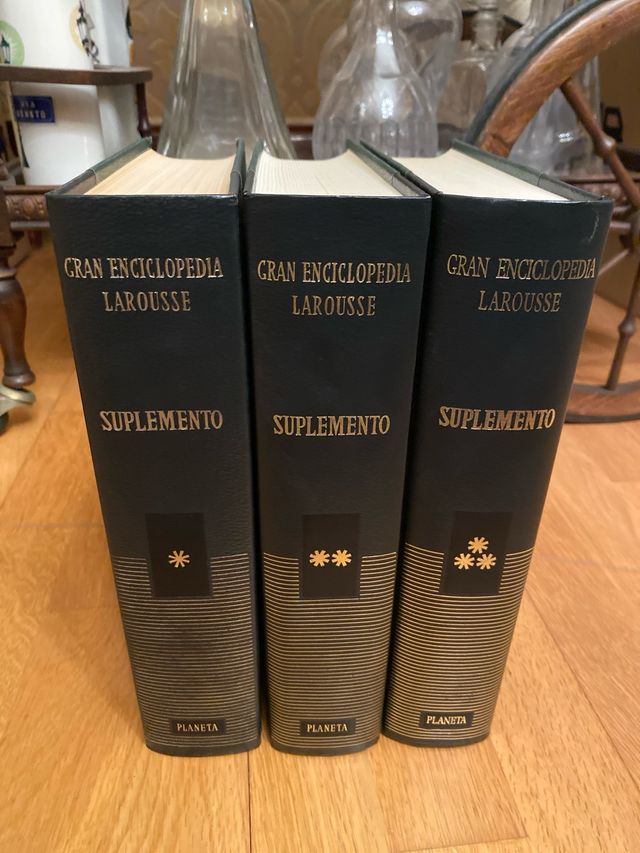 GRAN ENCICLOPEDIA
LAROUSSE
SUPLEMENTO
*
PLANETA
GRAN ENCICLOPEDIA
LAROUSSE
SUPLEMENTO
**
PLANETA
GRAN ENCICLOPEDIA
LAROUSSE
SUPLEMENTO
***
PLANETA